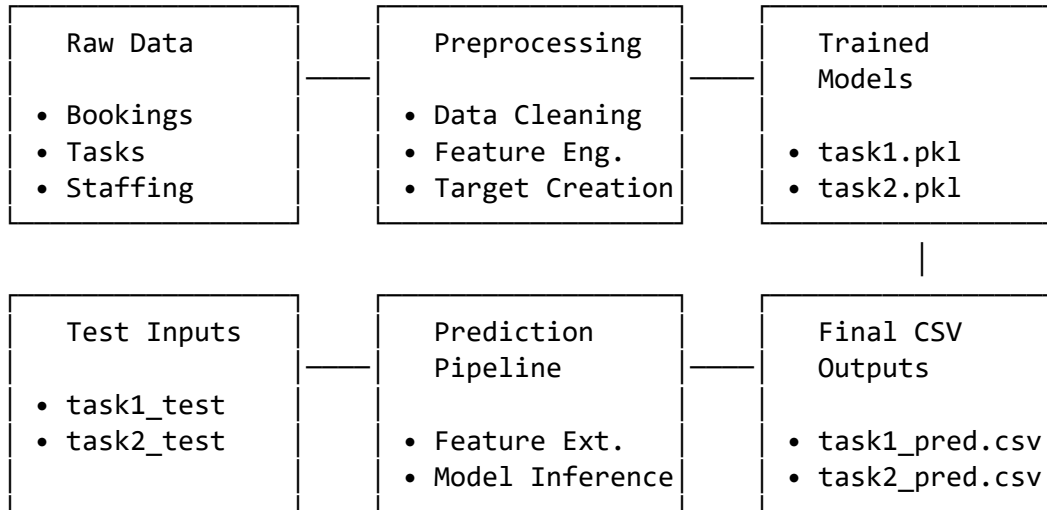 Raw Data
• Bookings
• Tasks
• Staffing
Preprocessing
• Data Cleaning
• Feature Eng.
• Target Creation
Trained
Models
• task1.pkl
• task2.pkl
Test Inputs
• task1_test
• task2_test
Prediction
Pipeline
• Feature Ext.
• Model Inference
Final CSV
Outputs
• task1_pred.csv
• task2_pred.csv